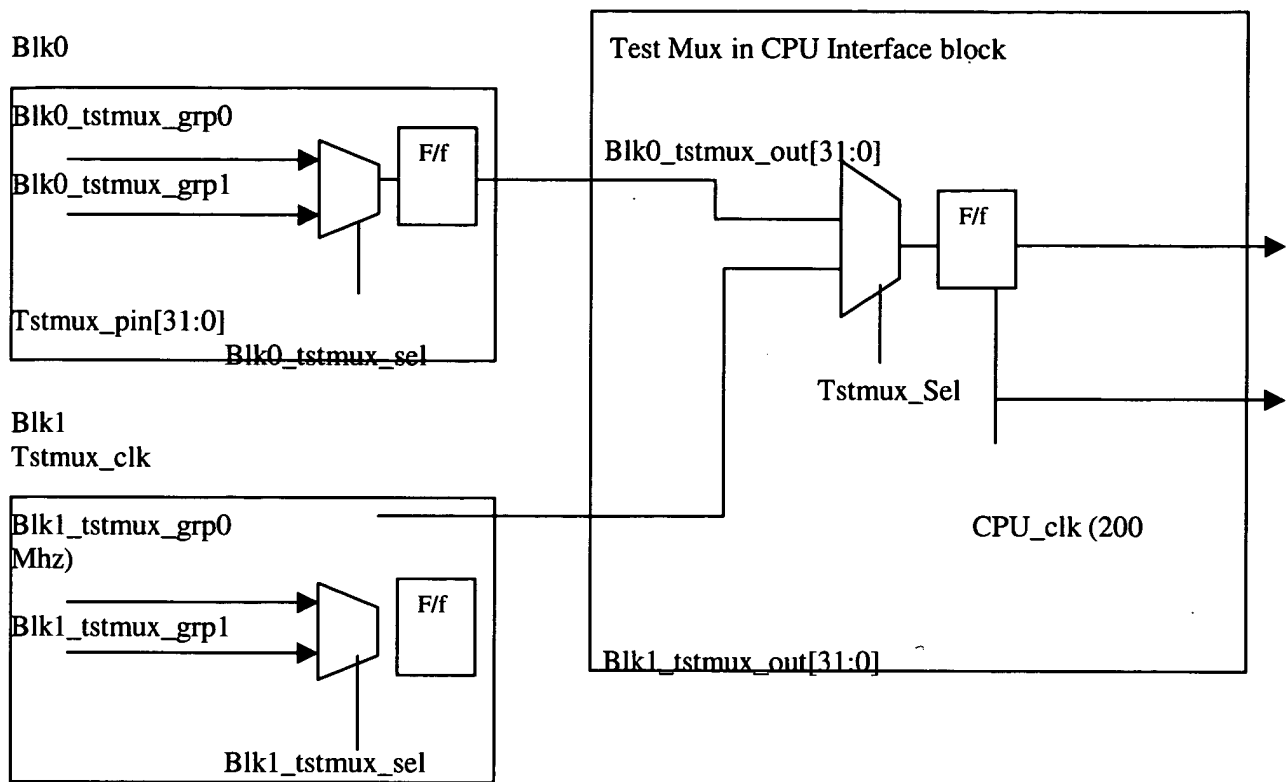 Blk0
Test Mux in CPU Interface block
Blk0_tstmux_grp0
F/f
Blk0_tstmux_out[31:0]
Blk0_tstmux_grp1
F/f
Tstmux_pin[31:0]
Blk0_tstmux_sel
Tstmux_Sel
Blk1
Tstmux_clk
Blk1_tstmux_grp0
CPU_clk (200
Mhz)
F/f
Blk1_tstmux_grp1
Blk1_tstmux_out[31:0]
Blk1_tstmux_sel